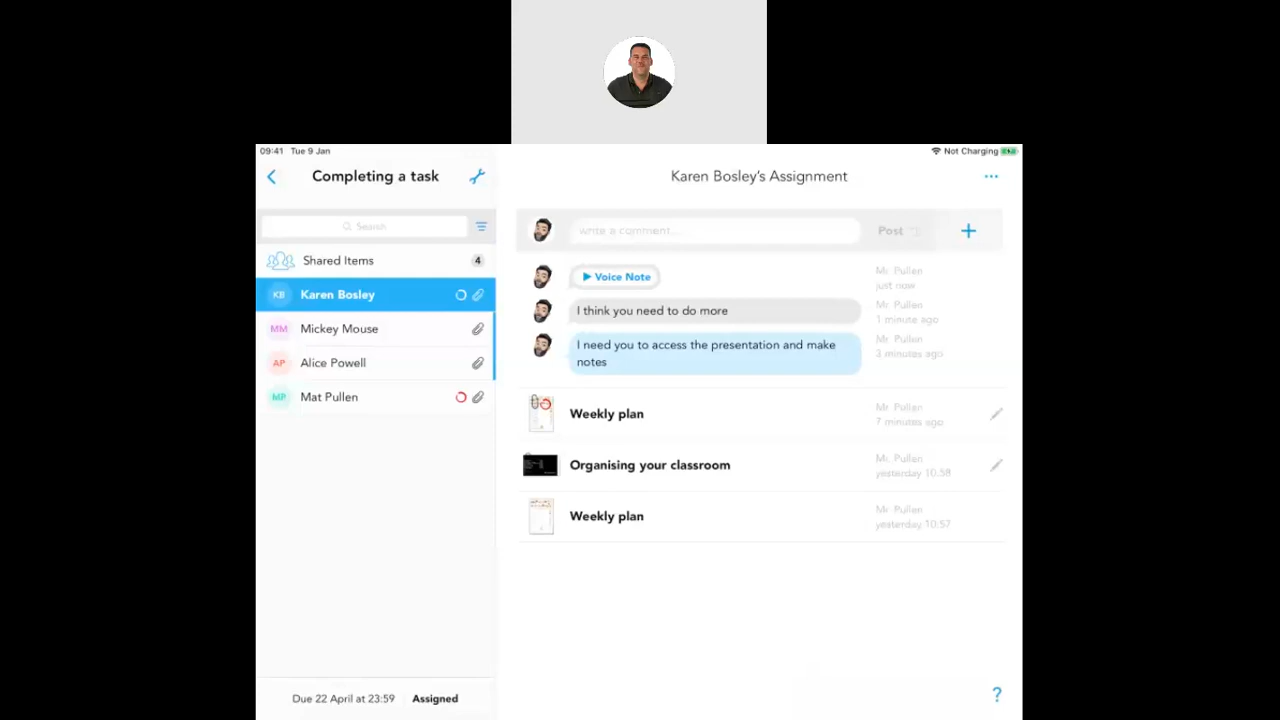 09:41 Tue 9 Jan
Not Charging
Completing a task
Search
Shared Items 4
KB Karen Bosley
MM Mickey Mouse
AP Alice Powell
MP Mat Pullen
Due 22 April at 23:59 Assigned
Karen Bosley's Assignment
write a comment... Post
Voice Note
Mr. Pullen
just now
I think you need to do more
Mr. Pullen
1 minute ago
I need you to access the presentation and make
notes
Mr. Pullen
3 minutes ago
Weekly plan
Mr. Pullen
7 minutes ago
Organising your classroom
Mr. Pullen
yesterday 10:58
Weekly plan
Mr. Pullen
yesterday 10:57
?